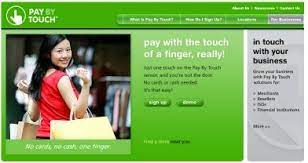 PAY BY
TOUCH
About Us | Newsroom | Contact Us
What is Pay By Touch?
How Do I Sign Up?
Locations
For Businesses
pay with the touch
of a finger, really!
Just one touch on the Pay By Touch
sensor, and you're out the door.
No cards or cash needed.
It's that easy!
sign up
demo
Find a store near you
No cards, no cash, one finger.
in touch
with your
business
Grow your business
with Pay By Touch
solutions for
Merchants
Resellers
ISOs
Financial Institutions
More »»